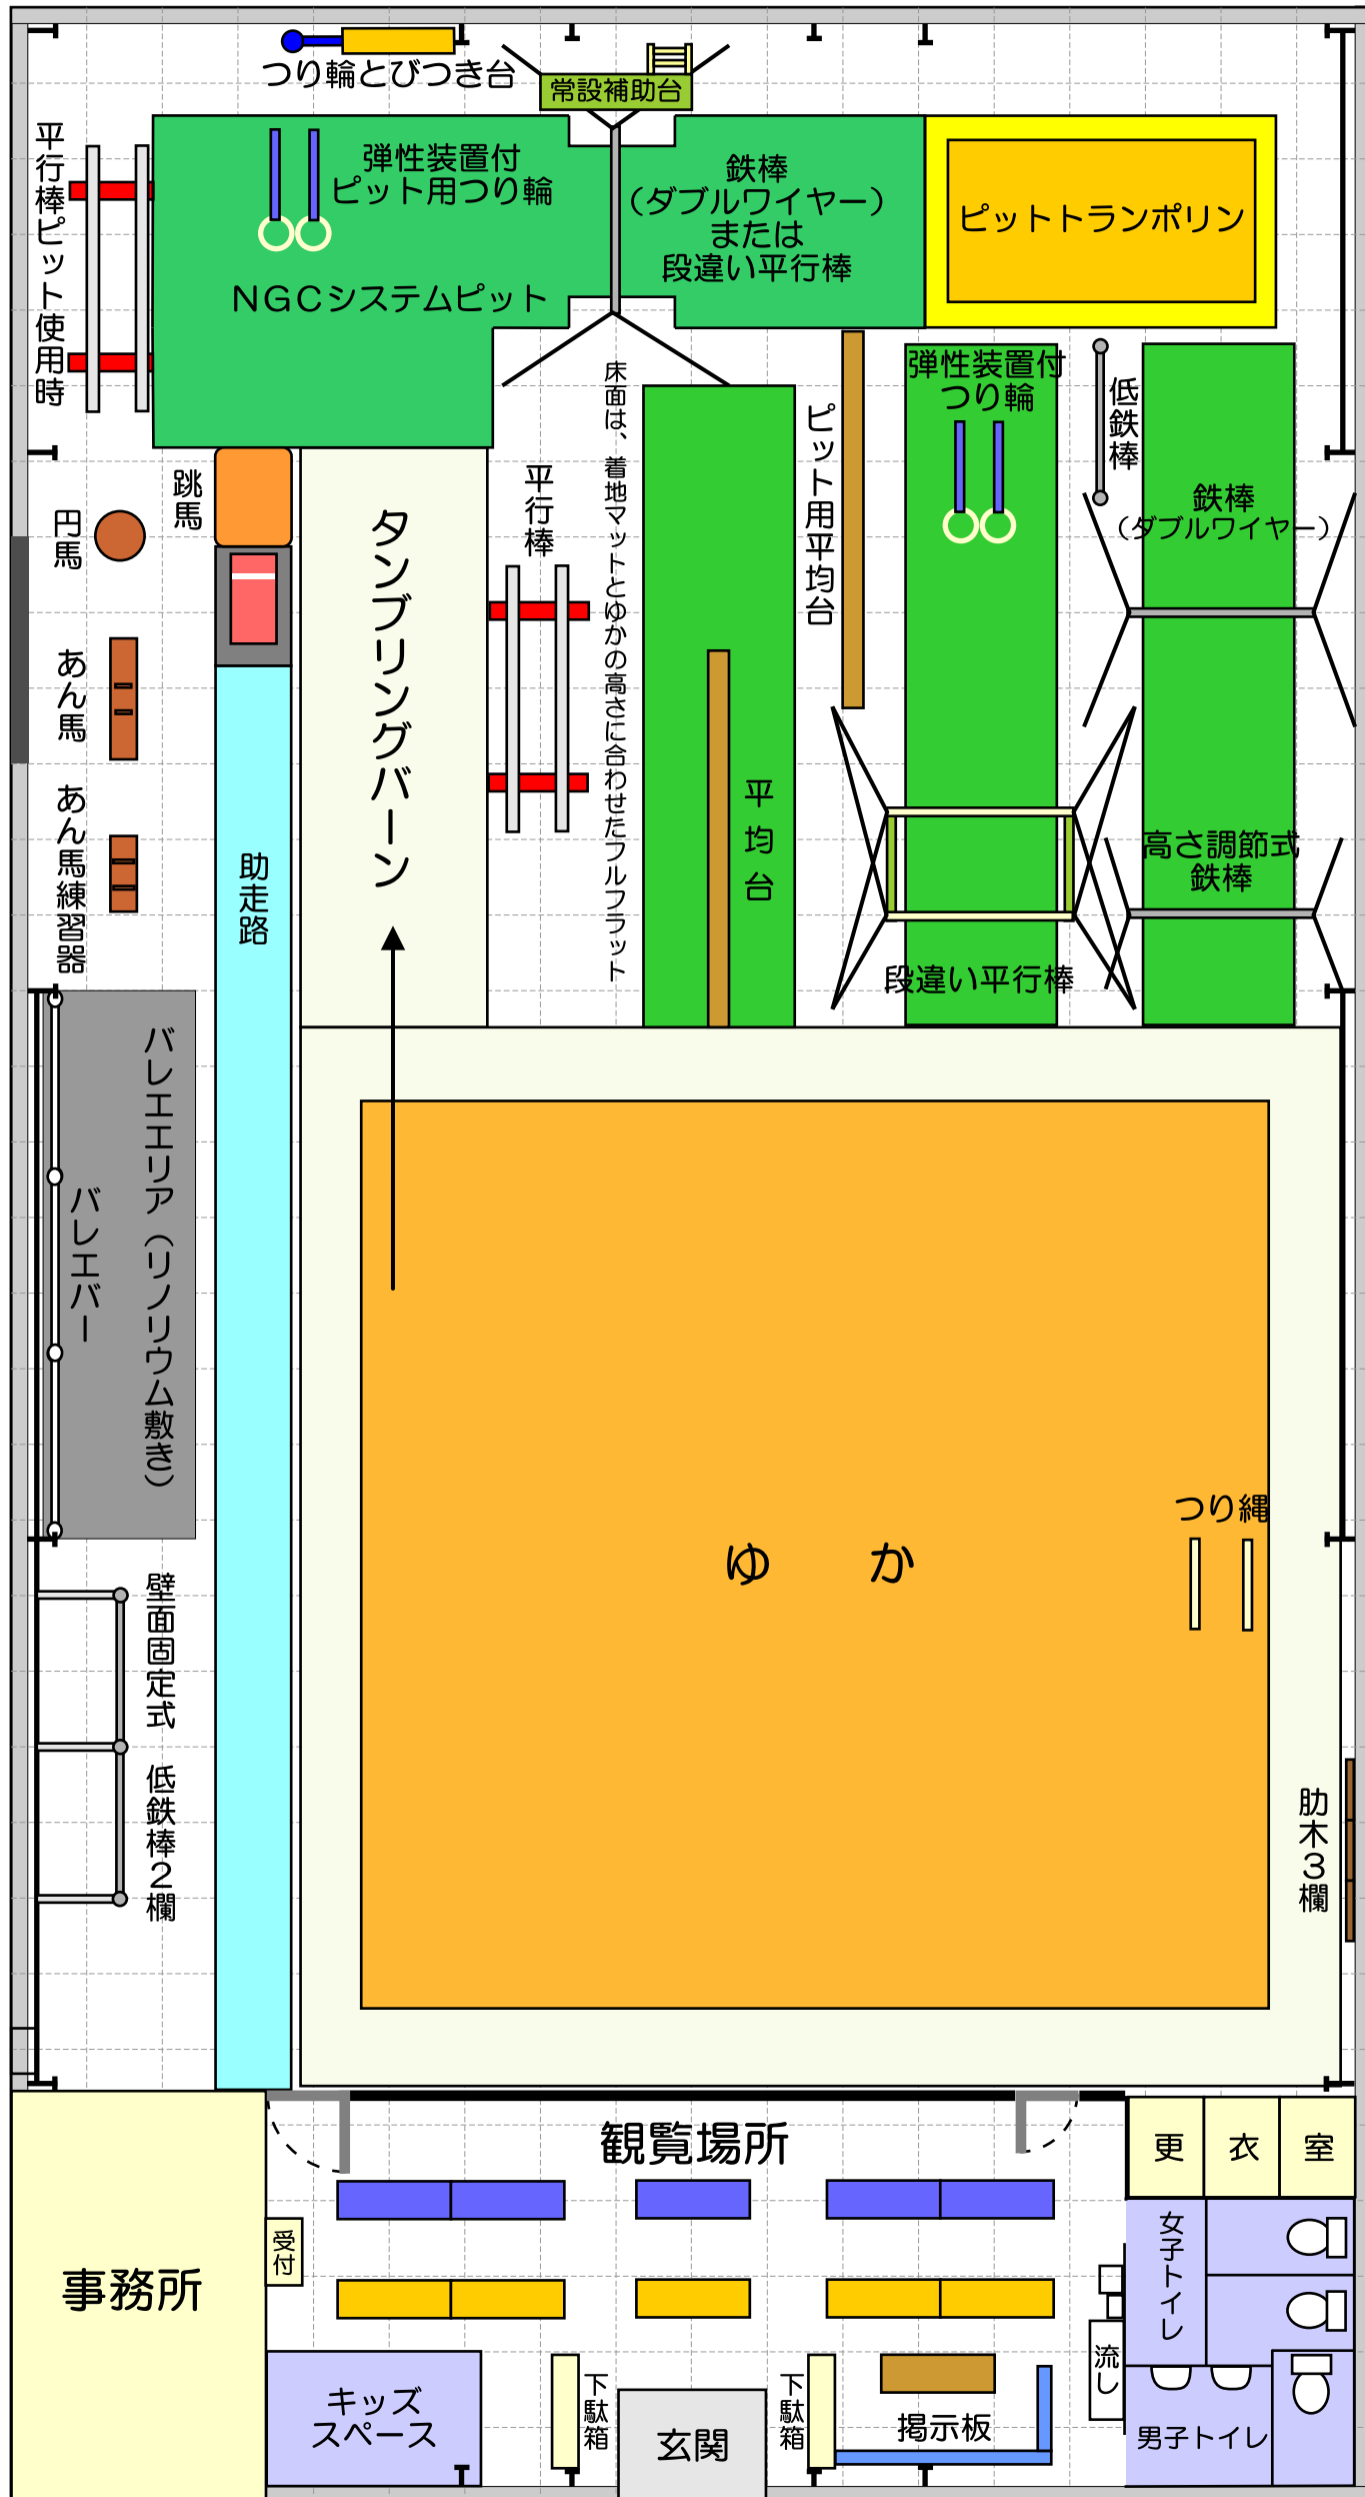 つり輪とびつき台
常設補助台
平行棒ピット使用時
弾性装置付
ピット用つり輪
鉄棒
(ダブルワイヤー)
または
段違い平行棒
ピットトランポリン
NGCシステムピット
床面は、着地マットとゆかの高さに合わせたフルフラット
弾性装置付
つり輪
低鉄棒
ピット用平均台
跳馬
平行棒
円馬
タンブリングバーン
鉄棒
(ダブルワイヤー)
あん馬
平均台
あん馬練習器
助走路
高さ調節式
鉄棒
段違い平行棒
バレエエリア(リノリウム敷き)
バレエバー
つり縄
ゆか
壁面固定式 低鉄棒2欄
肋木3欄
観覧場所
更衣室
受付
女子トイレ
事務所
流し
キッズ
スペース
下駄箱
玄関
下駄箱
掲示板
男子トイレ